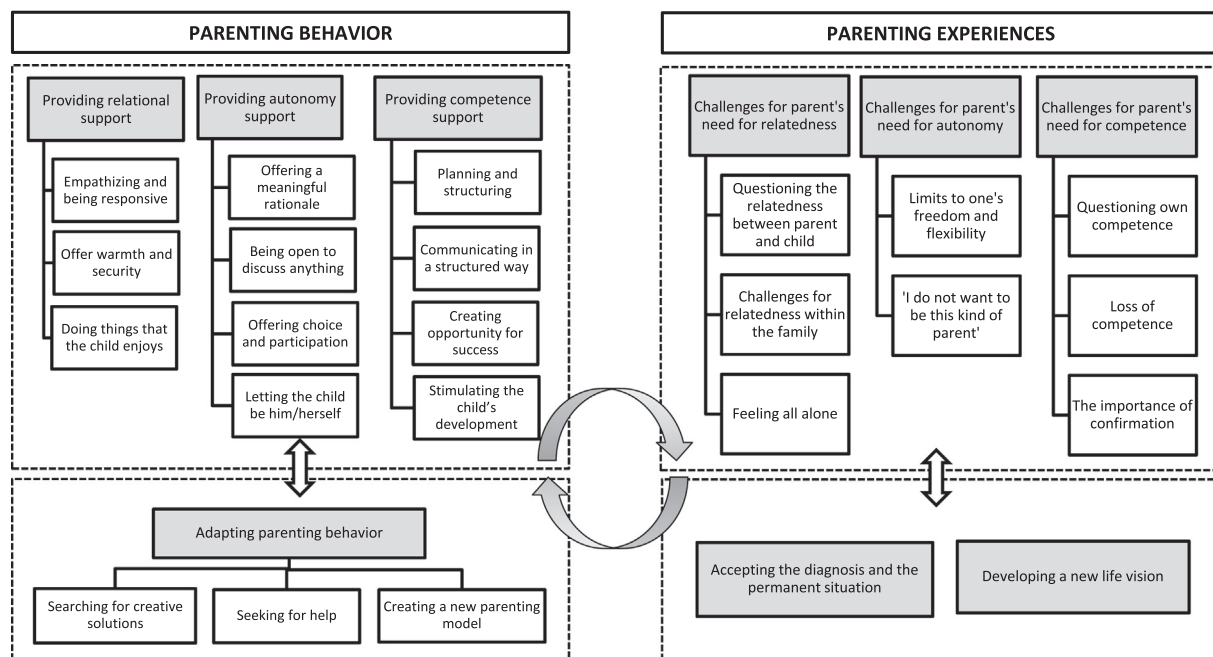 PARENTING BEHAVIOR
Providing relational
support
Empathizing and
being responsive
Offer warmth and
security
Doing things that
the child enjoys
Providing autonomy
support
Offering a
meaningful
rationale
Being open to
discuss anything
Offering choice
and participation
Letting the child
be him/herself
Providing competence
support
Planning and
structuring
Communicating in
a structured way
Creating
opportunity for
success
Stimulating the
child’s
development
Adapting parenting behavior
Searching for creative
solutions
Seeking for help
Creating a new parenting
model
PARENTING EXPERIENCES
Challenges for parent's
need for relatedness
Questioning the
relatedness
between parent
and child
Challenges for
relatedness within
the family
Feeling all alone
Challenges for parent's
need for autonomy
Limits to one's
freedom and
flexibility
'I do not want to
be this kind of
parent'
Challenges for parent's
need for competence
Questioning own
competence
Loss of
competence
The importance of
confirmation
Accepting the diagnosis and the
permanent situation
Developing a new life vision